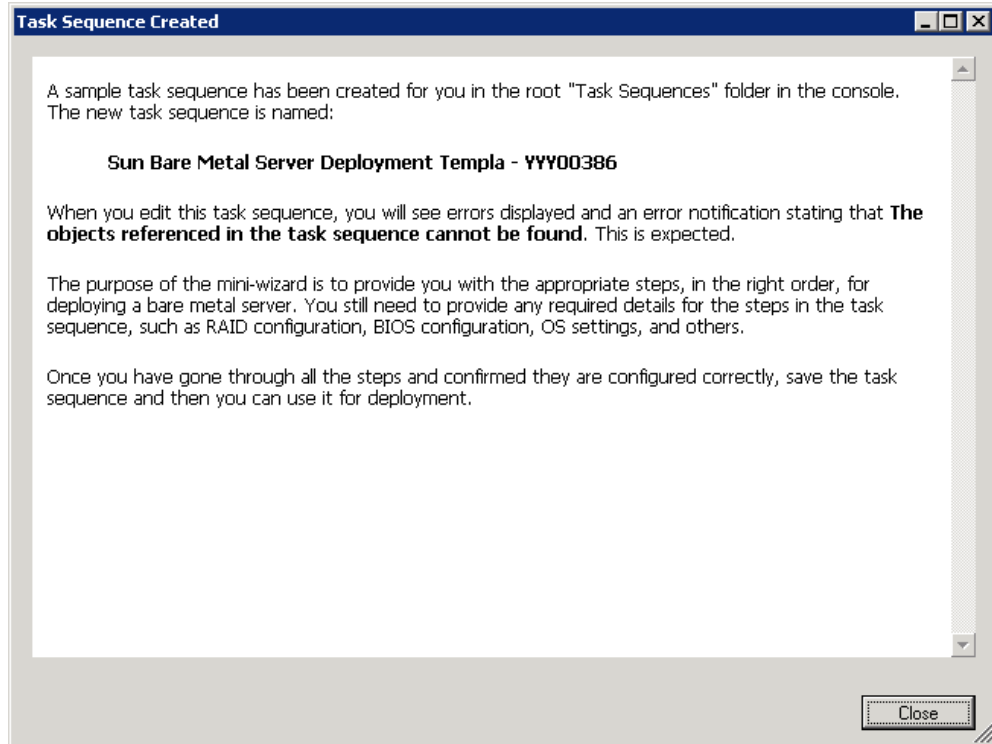 Task Sequence Created
A sample task sequence has been created for you in the root "Task Sequences" folder in the console.
The new task sequence is named:
Sun Bare Metal Server Deployment Templa - YYY00386
When you edit this task sequence, you will see errors displayed and an error notification stating that The
objects referenced in the task sequence cannot be found. This is expected.
The purpose of the mini-wizard is to provide you with the appropriate steps, in the right order, for
deploying a bare metal server. You still need to provide any required details for the steps in the task
sequence, such as RAID configuration, BIOS configuration, OS settings, and others.
Once you have gone through all the steps and confirmed they are configured correctly, save the task
sequence and then you can use it for deployment.
Close